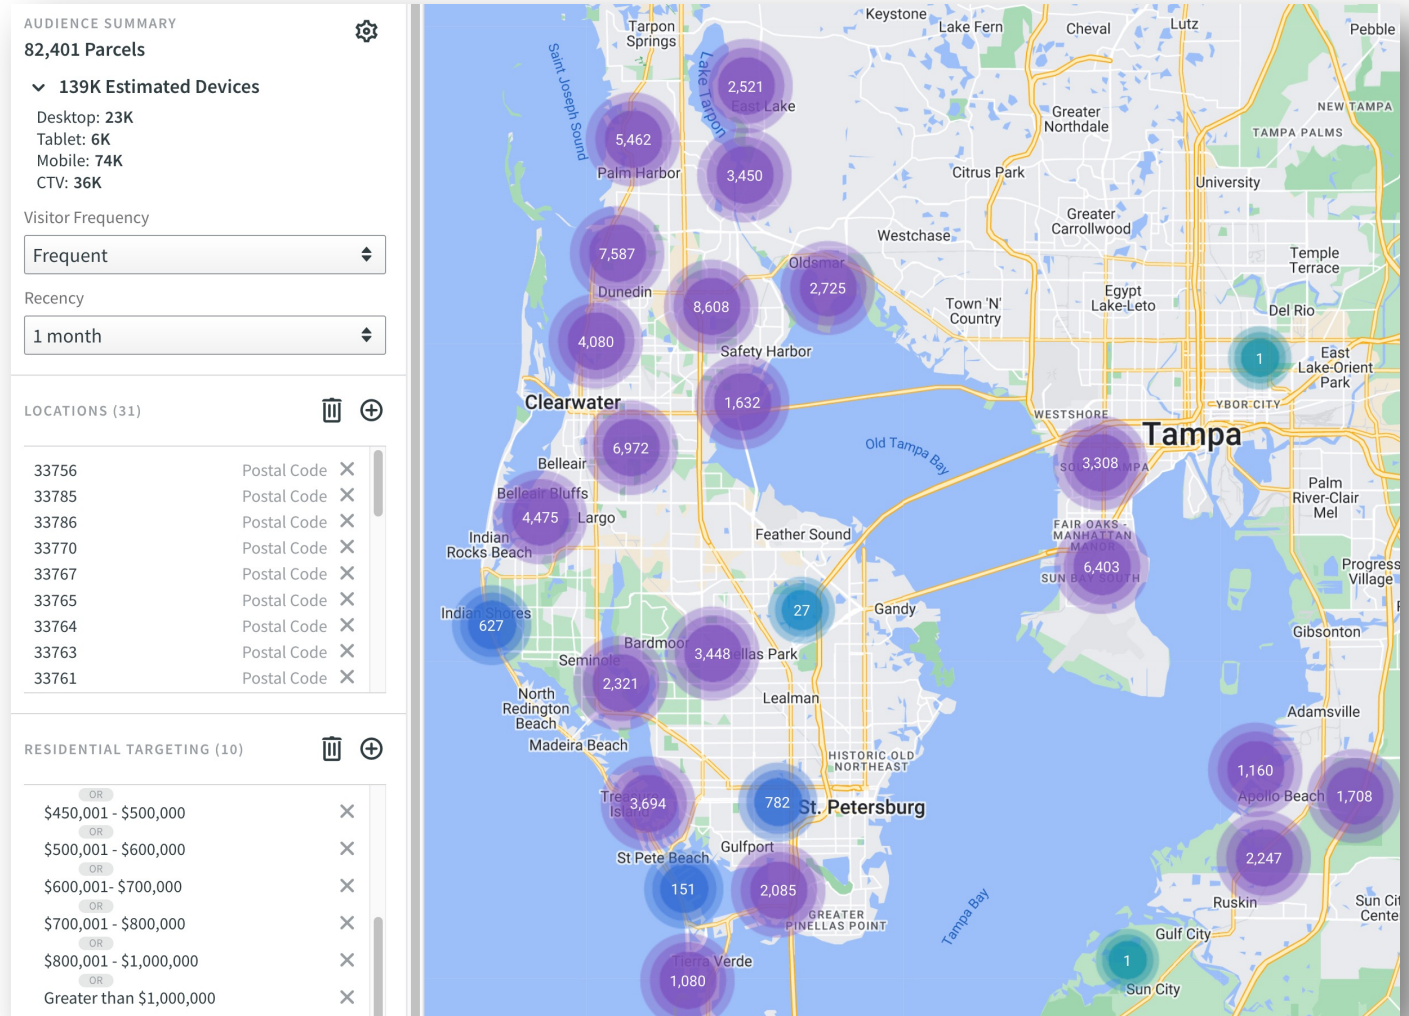 AUDIENCE SUMMARY
82,401 Parcels
139K Estimated Devices
Desktop: 23K
Tablet: 6K
Mobile: 74K
CTV: 36K
Visitor Frequency
Frequent
Recency
1 month
LOCATIONS (31)
33756 Postal Code
33785 Postal Code
33786 Postal Code
33770 Postal Code
33767 Postal Code
33765 Postal Code
33764 Postal Code
33763 Postal Code
33761 Postal Code
RESIDENTIAL TARGETING (10)
OR
$450,001 - $500,000
OR
$500,001 - $600,000
OR
$600,001- $700,000
OR
$700,001 - $800,000
OR
$800,001 - $1,000,000
OR
Greater than $1,000,000
Tarpon
Springs
Keystone
Lake Fern
Cheval
Lutz
Pebble
Saint Joseph Sound
Lake Tarpon
2,521
East Lake
5,462
Palm Harbor
3,450
Greater
Northdale
NEW TAMPA
TAMPA PALMS
Citrus Park
University
Greater
Carrollwood
Westchase
Temple
Terrace
7,587
Dunedin
8,608
Oldsmar
2,725
Town 'N'
Country
Egypt
Lake-Leto
Del Rio
4,080
Safety Harbor
1
East
Lake-Orient
Park
Clearwater
1,632
WESTSHORE
YBOR CITY
Tampa
6,972
Old Tampa Bay
3,308
Belleair
Belleair Bluffs
4,475
Largo
Palm
River-Clair
Mel
Indian
Rocks Beach
Feather Sound
FAIR OAKS -
MANHATTAN
MANOR
6,403
SUN BAY SOUTH
Progress
Village
Indian Shores
627
27
Gandy
Gibsonton
Bardmoor
3,448
ellas Park
Seminole
2,321
Lealman
North
Redington
Beach
Madeira Beach
Adamsville
HISTORIC OLD
NORTHEAST
1,160
Apollo Beach
1,708
Treasure
Island
3,694
782
St. Petersburg
Gulfport
St Pete Beach
151
2,085
GREATER
PINELLAS POINT
2,247
Ruskin
Sun Ci
Cente
Tampa Bay
Gulf City
1
Sun City
Tierra Verde
1,080